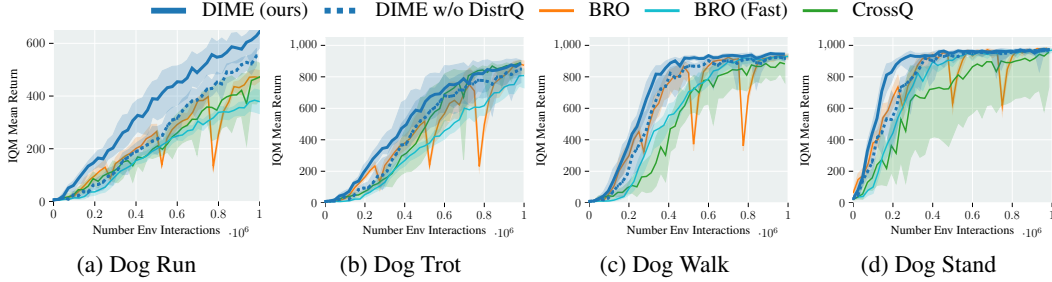 DIME (ours) DIME w/o DistrQ BRO BRO (Fast) CrossQ
IQM Mean Return
600
400
200
0
0 0.2 0.4 0.6 0.8 1
Number Env Interactions ·10⁶
(a) Dog Run
IQM Mean Return
1,000
800
600
400
200
0
0 0.2 0.4 0.6 0.8 1
Number Env Interactions ·10⁶
(b) Dog Trot
IQM Mean Return
1,000
800
600
400
200
0
0 0.2 0.4 0.6 0.8 1
Number Env Interactions ·10⁶
(c) Dog Walk
IQM Mean Return
1,000
800
600
400
200
0
0 0.2 0.4 0.6 0.8 1
Number Env Interactions ·10⁶
(d) Dog Stand